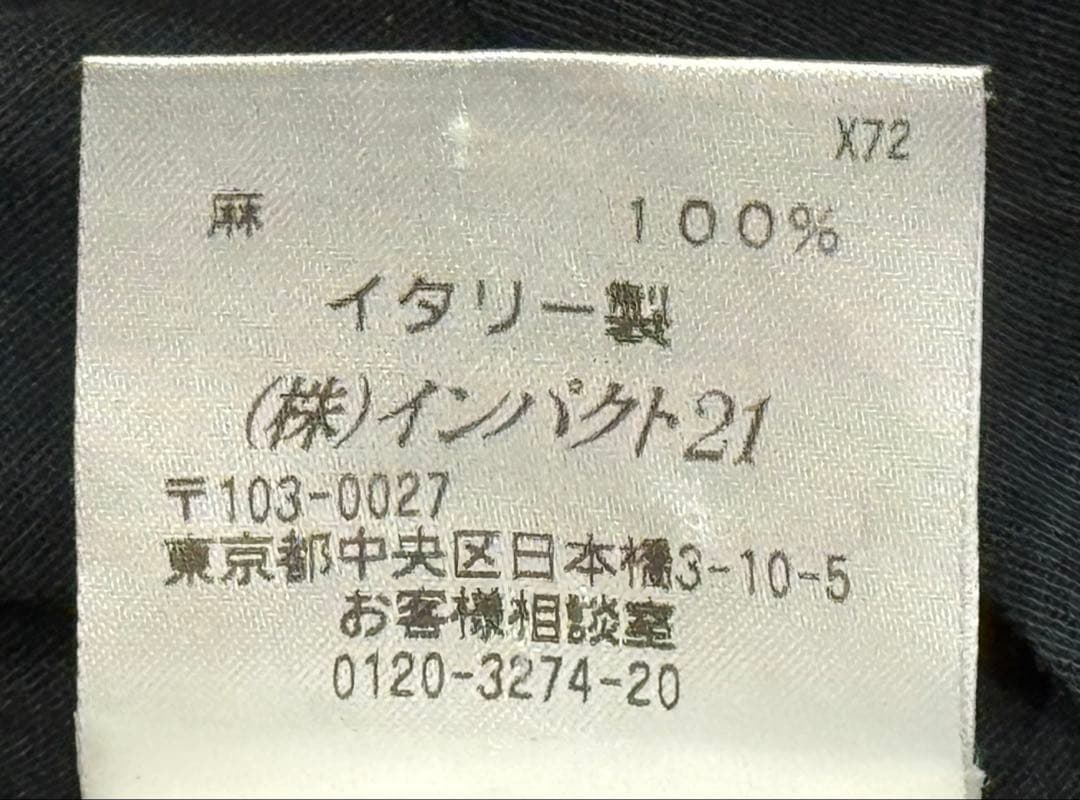 X72
麻 100%
イタリー製
(株)インパクト21
〒103-0027
東京都中央区日本橋3-10-5
お客様相談室
0120-3274-20